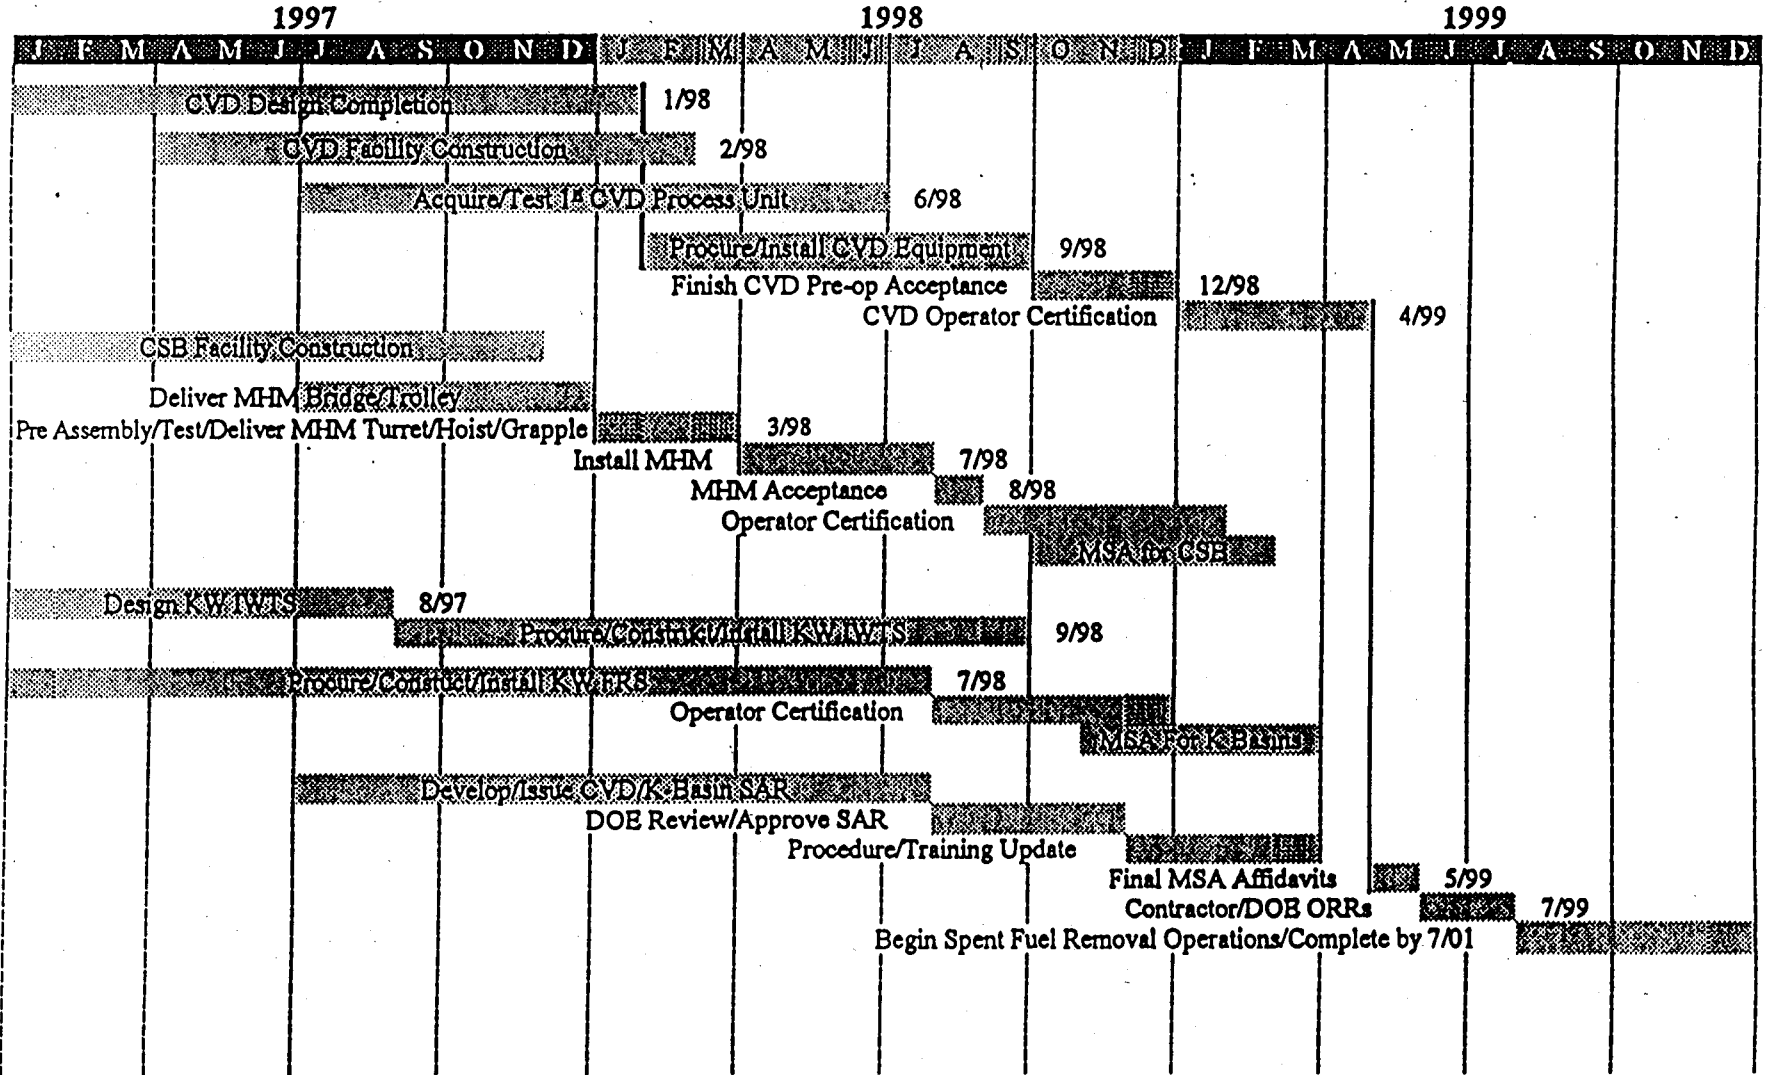 1997 1998 1999
J F M A M J J A S O N D J F M A M J J A S O N D J F M A M J J A S O N D
CVD Design Completion 1/98
CVD Facility Construction 2/98
Acquire/Test 1st CVD Process Unit 6/98
Procure/Install CVD Equipment 9/98
Finish CVD Pre-op Acceptance 12/98
CVD Operator Certification 4/99
CSB Facility Construction
Deliver MHM Bridge/Trolley
Pre Assembly/Test/Deliver MHM Turret/Hoist/Grapple 3/98
Install MHM 7/98
MHM Acceptance 8/98
Operator Certification
MSA for CSB
Design KW IWTS 8/97
Procure/Construct/Install KW IWTS 9/98
Procure/Constuct/Install KW FRS 7/98
Operator Certification
MSA For K Basins
Develop/Issue CVD/K-Basin SAR
DOE Review/Approve SAR
Procedure/Training Update
Final MSA Affidavits 5/99
Contractor/DOE ORRs 7/99
Begin Spent Fuel Removal Operations/Complete by 7/01